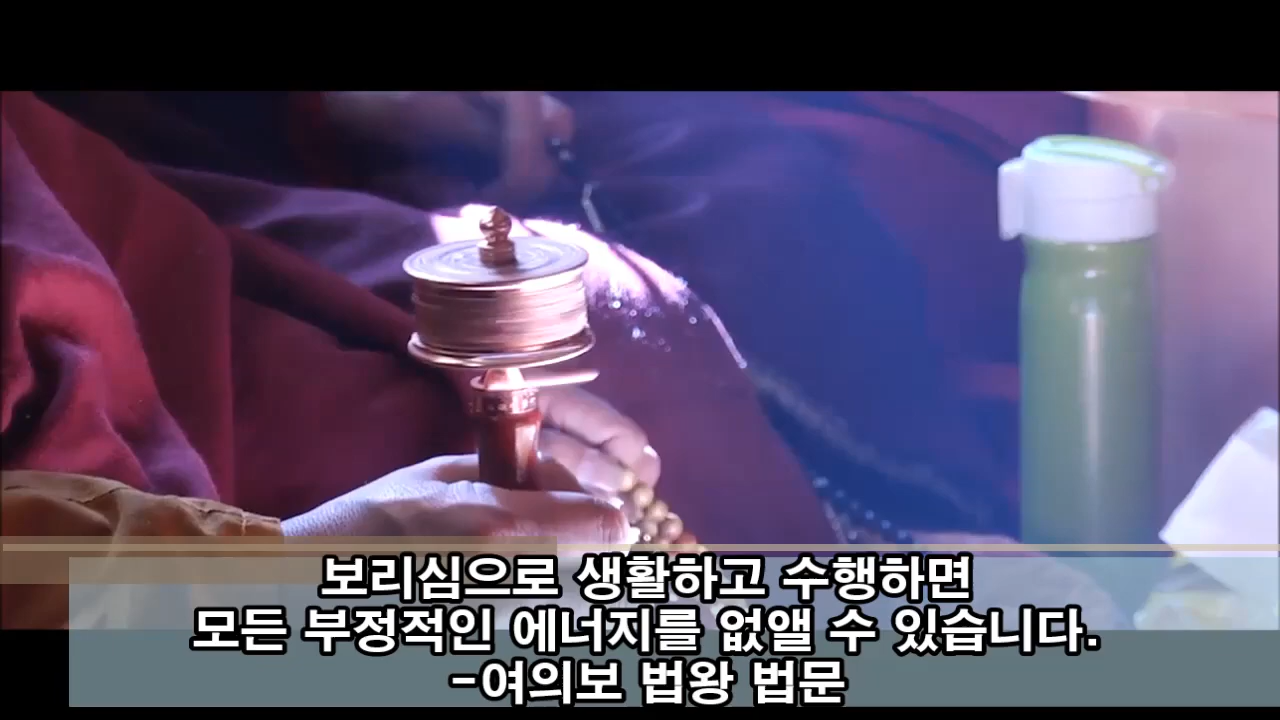 보리심으로 생활하고 수행하면
모든 부정적인 에너지를 없앨 수 있습니다.
-여의보 법왕 법문